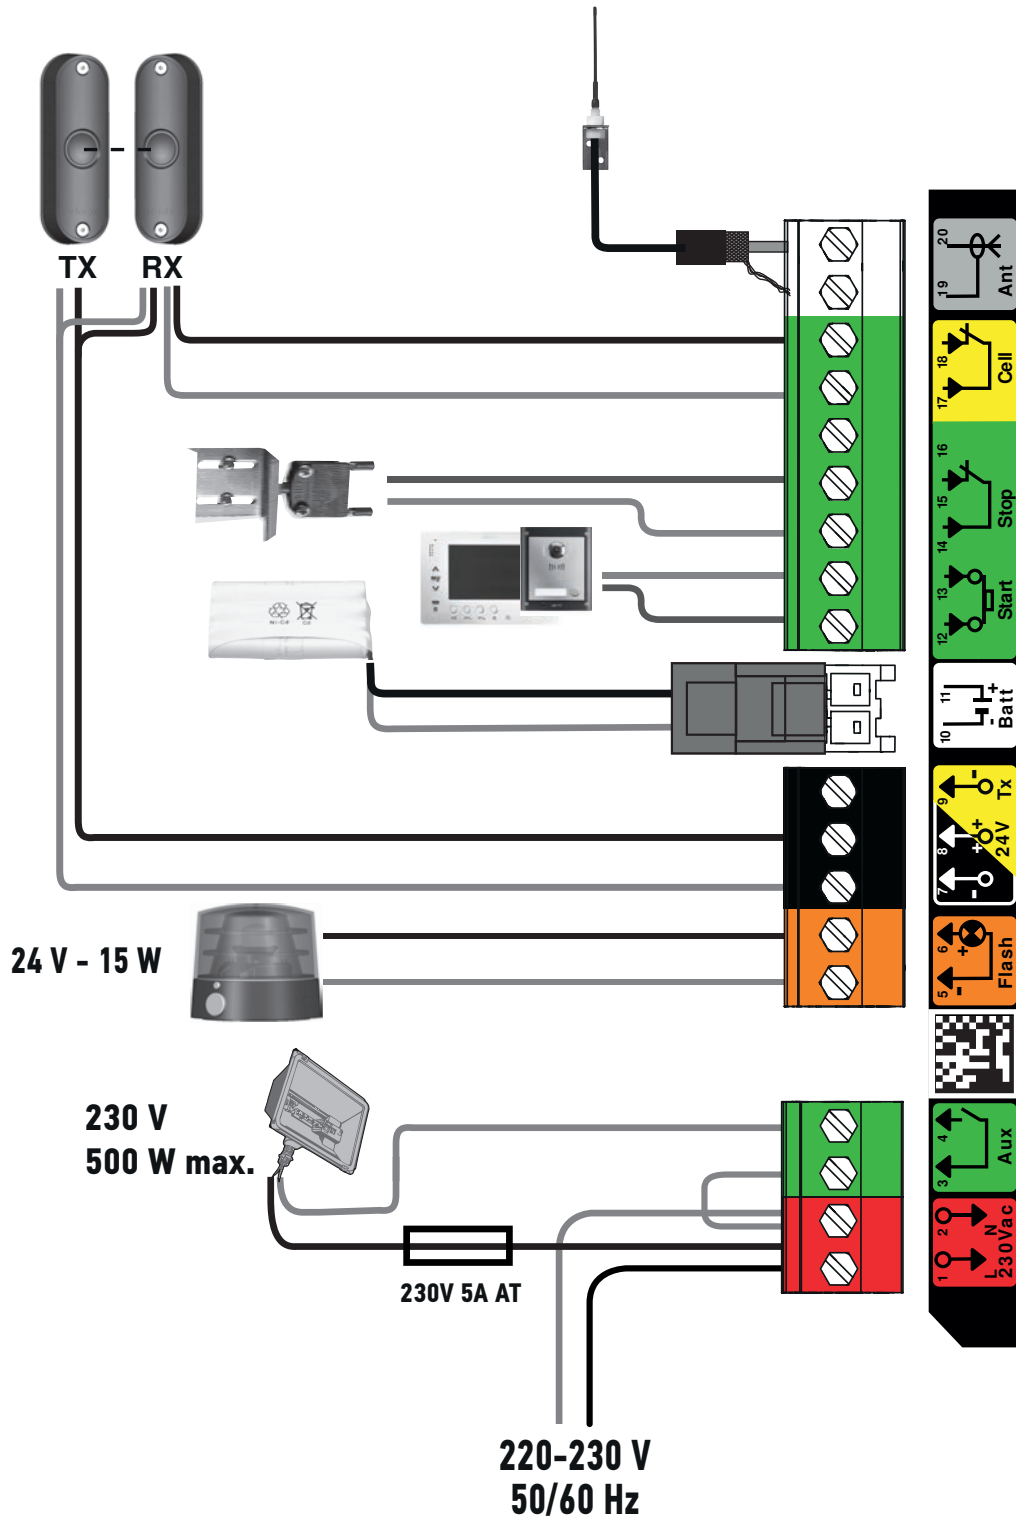 TX
RX
20
19
Ant
18
17
Cell
16
15
14
Stop
13
12
Start
11
10
+
-
Batt
9
8
7
-
+
+
-
Tx
24V
24 V - 15 W
6
5
+
-
Flash
230 V
500 W max.
4
3
Aux
230V 5A AT
2
1
N
L
230Vac
220-230 V
50/60 Hz